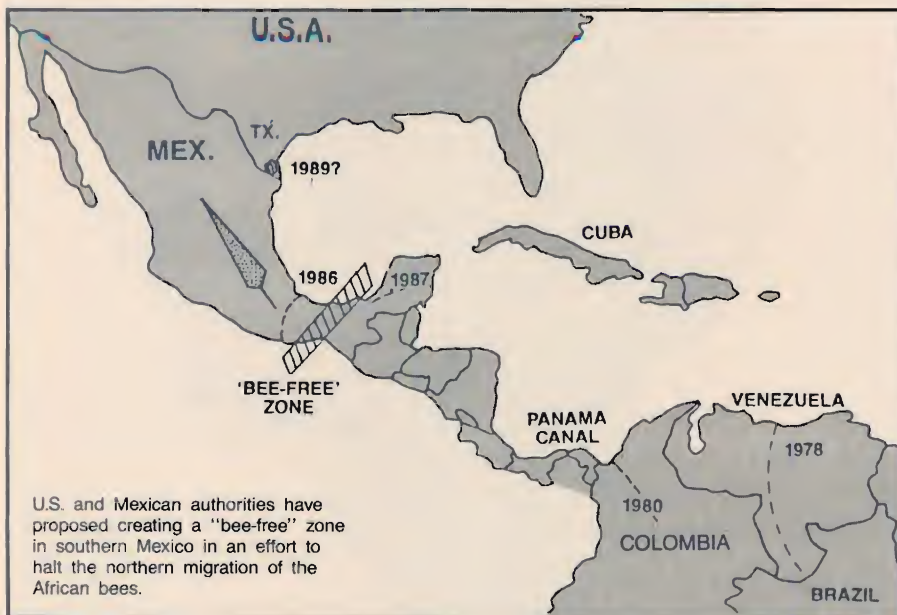 U.S.A.
TX.
MEX.
1989?
CUBA
1986
1987
'BEE-FREE'
ZONE
PANAMA
CANAL
VENEZUELA
1978
1980
COLOMBIA
BRAZIL
U.S. and Mexican authorities have
proposed creating a "bee-free" zone
in southern Mexico in an effort to
halt the northern migration of the
African bees.